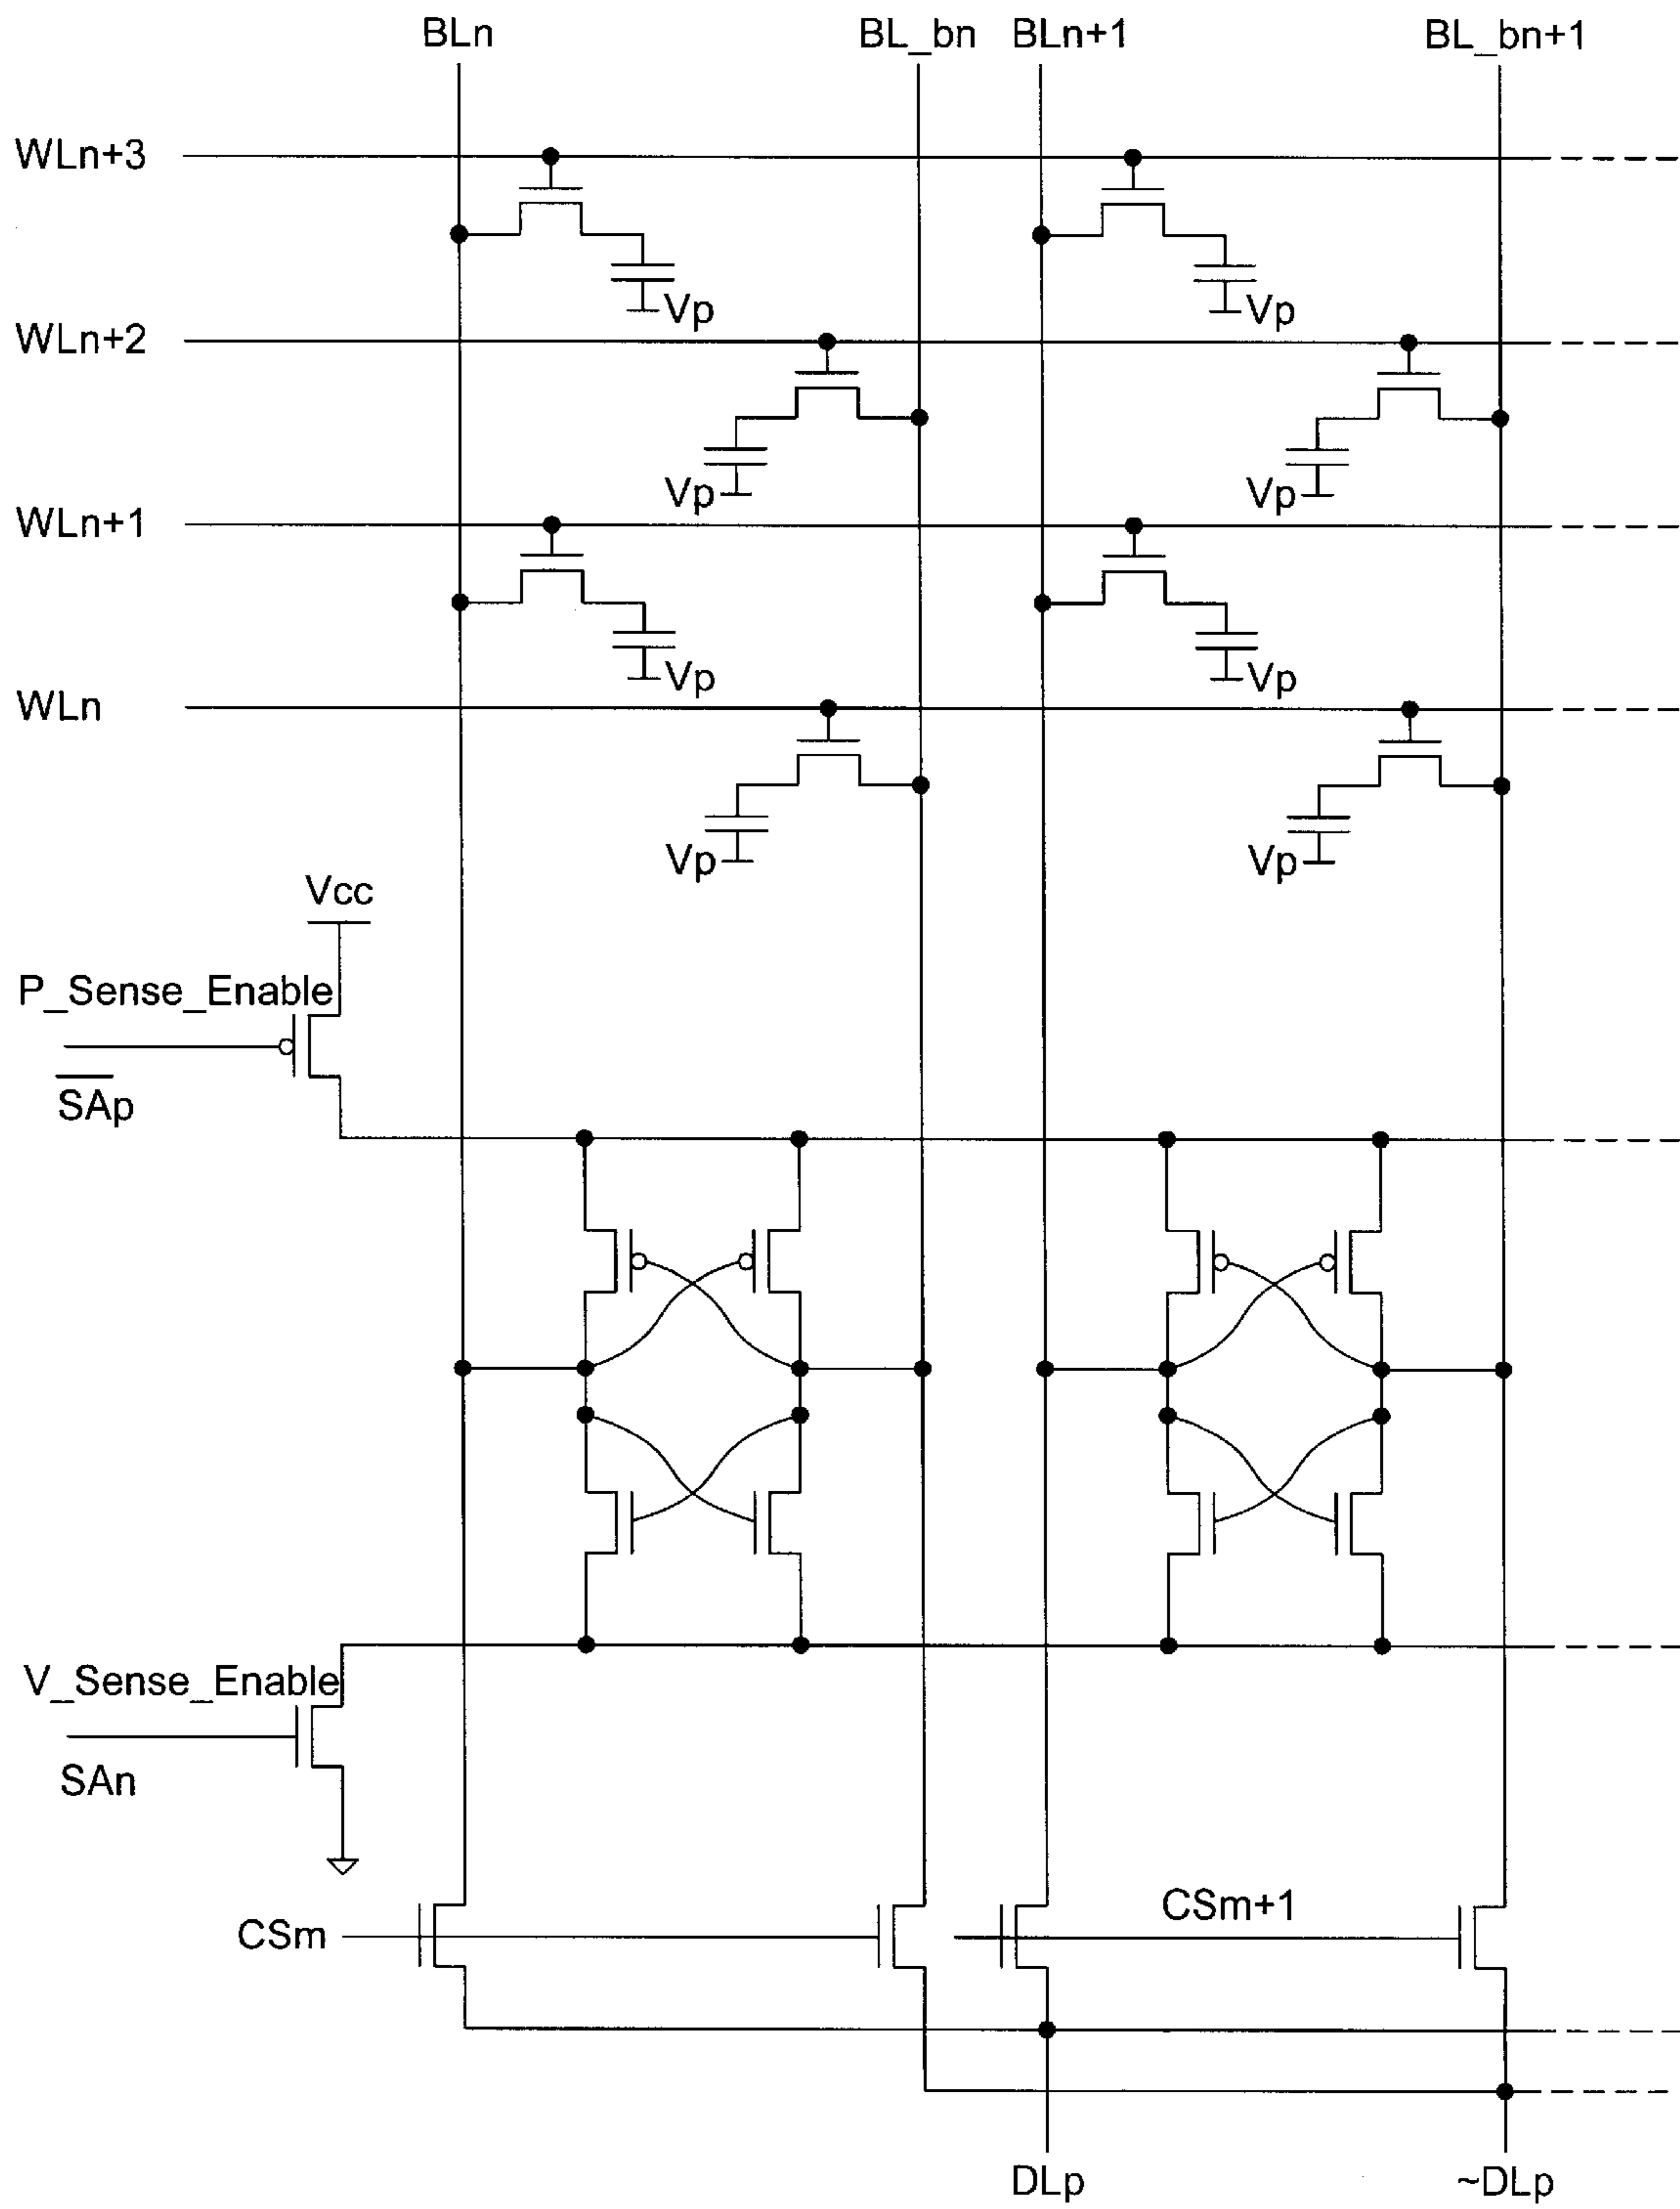 BLn BL_bn BLn+1 BL_bn+1
WLn+3
Vp Vp
WLn+2
Vp Vp
WLn+1
Vp Vp
WLn
Vp Vp
Vcc
P_Sense_Enable
S̅A̅p
V_Sense_Enable
SAn
CSm CSm+1
DLp ~DLp